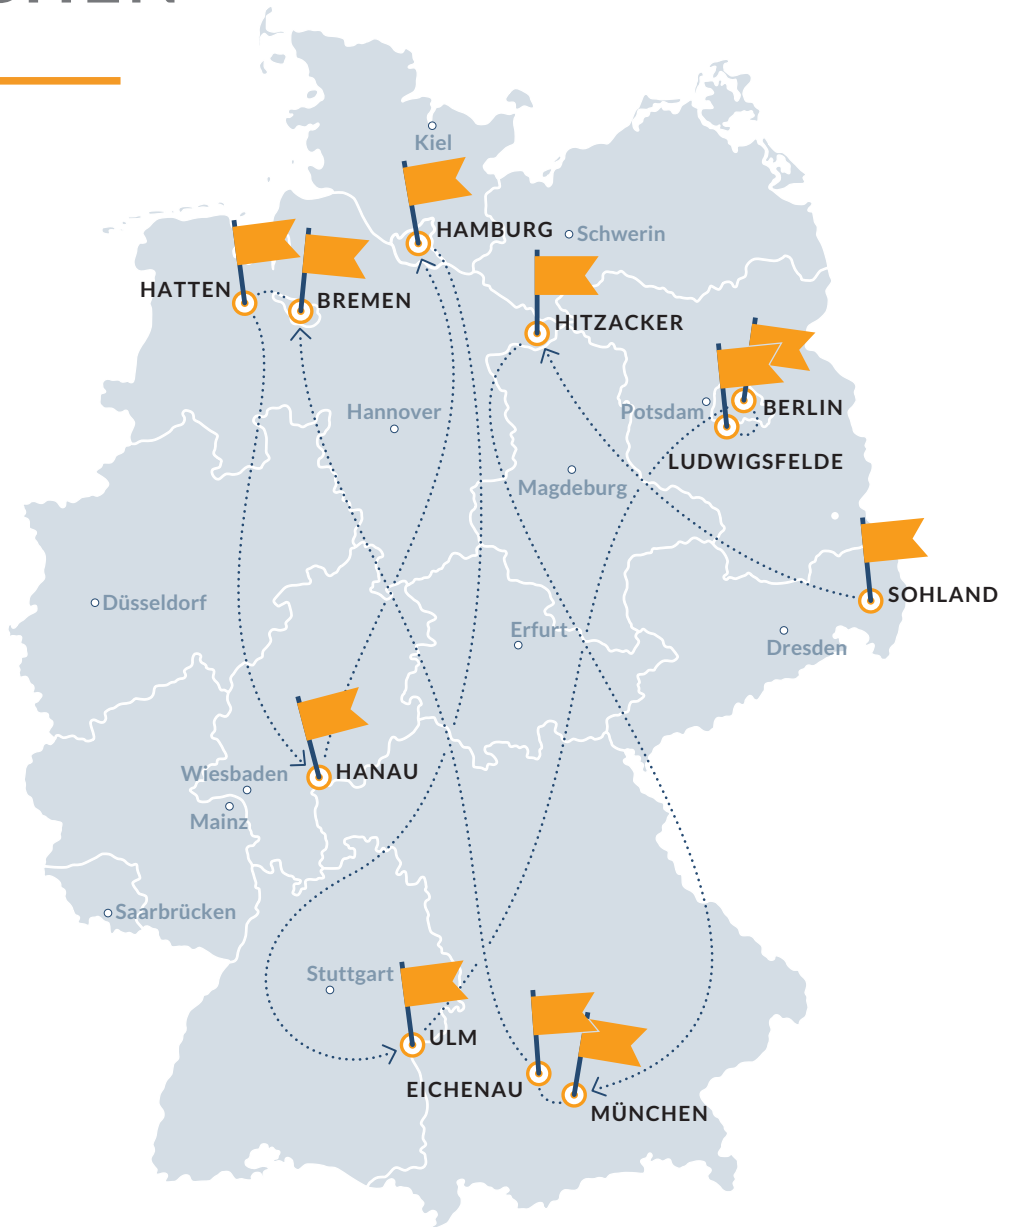 Kiel
HAMBURG
Schwerin
HATTEN
BREMEN
HITZACKER
Hannover
Potsdam
BERLIN
LUDWIGSFELDE
Magdeburg
SOHLAND
Düsseldorf
Erfurt
Dresden
Wiesbaden
HANAU
Mainz
Saarbrücken
Stuttgart
ULM
EICHENAU
MÜNCHEN